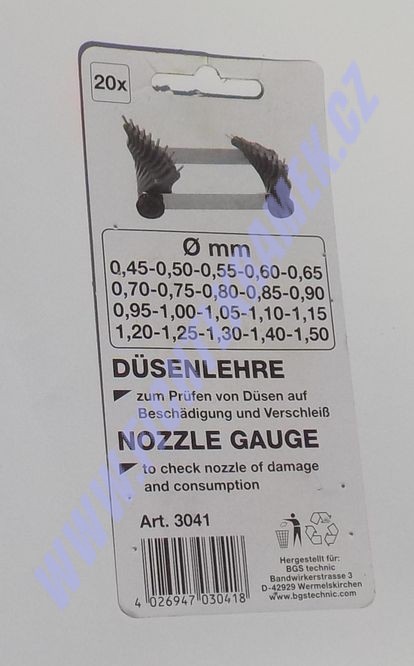 20x
Ø mm
0,45-0,50-0,55-0,60-0,65
0,70-0,75-0,80-0,85-0,90
0,95-1,00-1,05-1,10-1,15
1,20-1,25-1,30-1,40-1,50
DÜSENLEHRE
zum Prüfen von Düsen auf
Beschädigung und Verschleiß
NOZZLE GAUGE
to check nozzle of damage
and consumption
Art. 3041
Hergestellt für:
BGS technic
Bandwirkerstrasse 3
D-42929 Wermelskirchen
www.bgstechnic.com
4 026947 030418